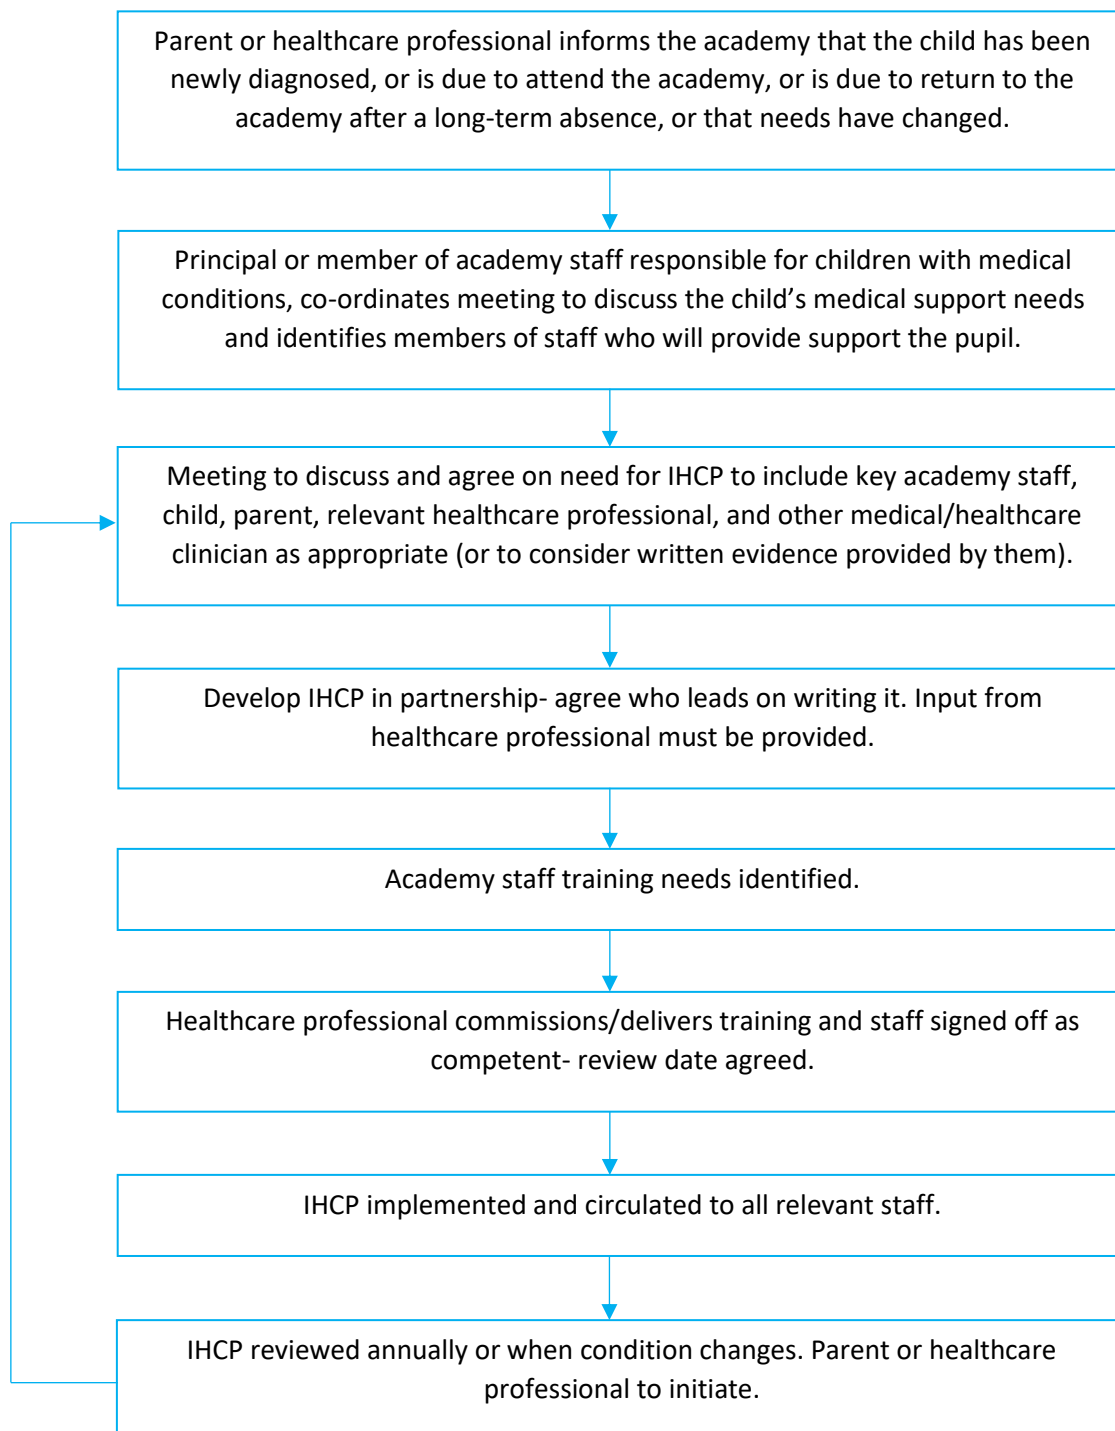 Parent or healthcare professional informs the academy that the child has been
newly diagnosed, or is due to attend the academy, or is due to return to the
academy after a long-term absence, or that needs have changed.
Principal or member of academy staff responsible for children with medical
conditions, co-ordinates meeting to discuss the child’s medical support needs
and identifies members of staff who will provide support the pupil.
Meeting to discuss and agree on need for IHCP to include key academy staff,
child, parent, relevant healthcare professional, and other medical/healthcare
clinician as appropriate (or to consider written evidence provided by them).
Develop IHCP in partnership- agree who leads on writing it. Input from
healthcare professional must be provided.
Academy staff training needs identified.
Healthcare professional commissions/delivers training and staff signed off as
competent- review date agreed.
IHCP implemented and circulated to all relevant staff.
IHCP reviewed annually or when condition changes. Parent or healthcare
professional to initiate.